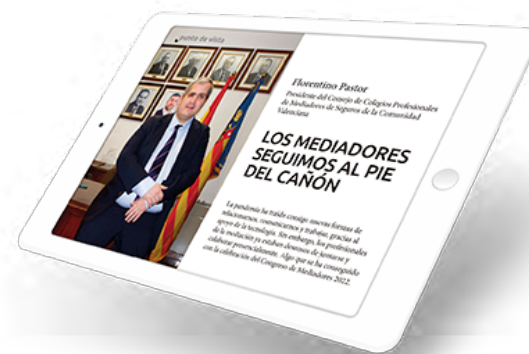 punto de vista
Florentino Pastor
Presidente del Consejo de Colegios Profesionales
de Mediadores de Seguros de la Comunidad
Valenciana
LOS MEDIADORES
SEGUIMOS AL PIE
DEL CAÑÓN
La pandemia ha traído consigo nuevas formas de
relacionarnos, comunicarnos y trabajar, gracias al
apoyo de la tecnología. Sin embargo, los profesionales
de la mediación ya estaban deseosos de juntarse y
colaborar presencialmente. Algo que se ha conseguido
con la celebración del Congreso de Mediadores 2022.